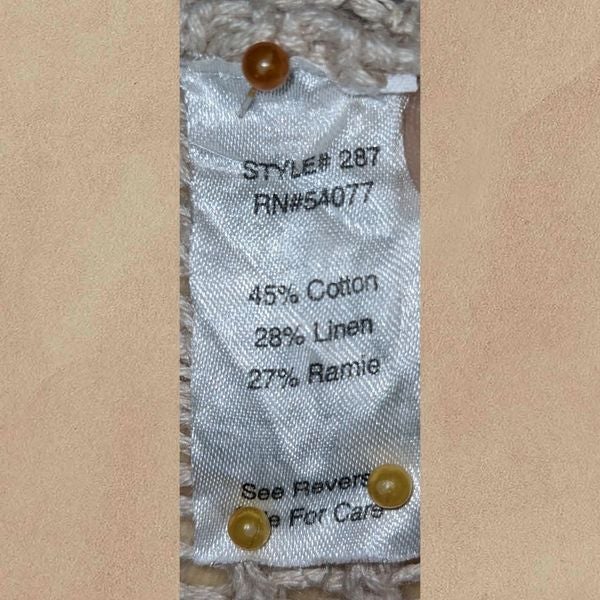 STYLE# 287
RN#54077
45% Cotton
28% Linen
27% Ramie
See
For Care